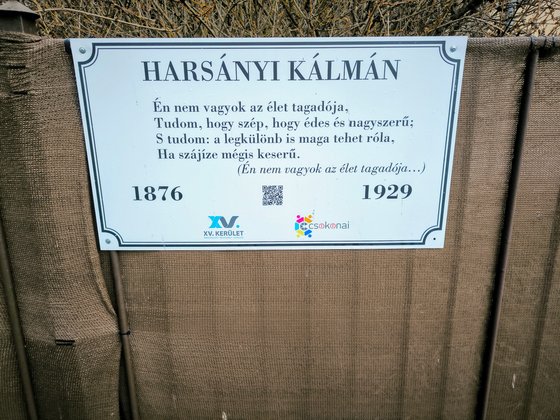 HARSÁNYI KÁLMÁN
Én nem vagyok az élet tagadója,
Tudom, hogy szép, hogy édes és nagyszerű;
S tudom: a legkülönb is maga tehet róla,
Ha szájíze mégis keserű.
(Én nem vagyok az élet tagadója...)
1876 1929
XV.
XV. KERÜLET
csokonai